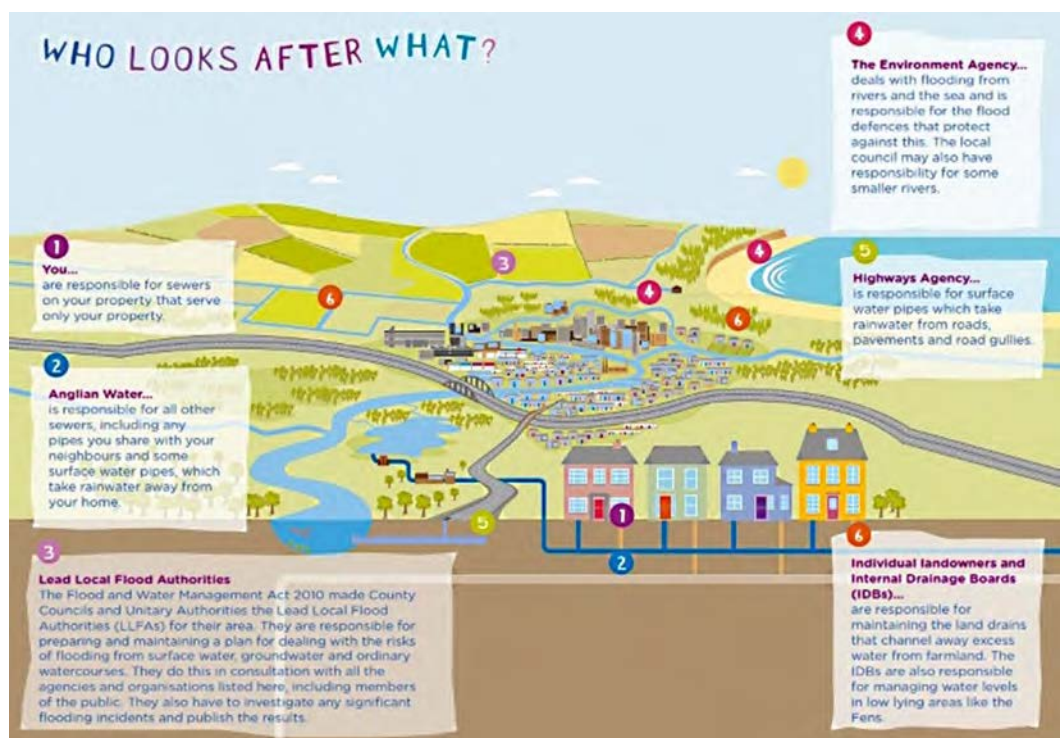 WHO LOOKS AFTER WHAT?
4
The Environment Agency...
deals with flooding from
rivers and the sea and is
responsible for the flood
defences that protect
against this. The local
council may also have
responsibility for some
smaller rivers.
1
You...
are responsible for sewers
on your property that serve
only your property.
3
4
5
6
4
6
Highways Agency...
is responsible for surface
water pipes which take
rainwater from roads,
pavements and road gullies.
2
Anglian Water...
is responsible for all other
sewers, including any
pipes you share with your
neighbours and some
surface water pipes, which
take rainwater away from
your home.
5
1
2
3
Lead Local Flood Authorities
The Flood and Water Management Act 2010 made County
Councils and Unitary Authorities the Lead Local Flood
Authorities (LLFAs) for their area. They are responsible for
preparing and maintaining a plan for dealing with the risks
of flooding from surface water, groundwater and ordinary
watercourses. They do this in consultation with all the
agencies and organisations listed here, including members
of the public. They also have to investigate any significant
flooding incidents and publish the results.
6
Individual landowners and
Internal Drainage Boards
(IDBs)...
are responsible for
maintaining the land drains
that channel away excess
water from farmland. The
IDBs are also responsible
for managing water levels
in low lying areas like the
Fens.